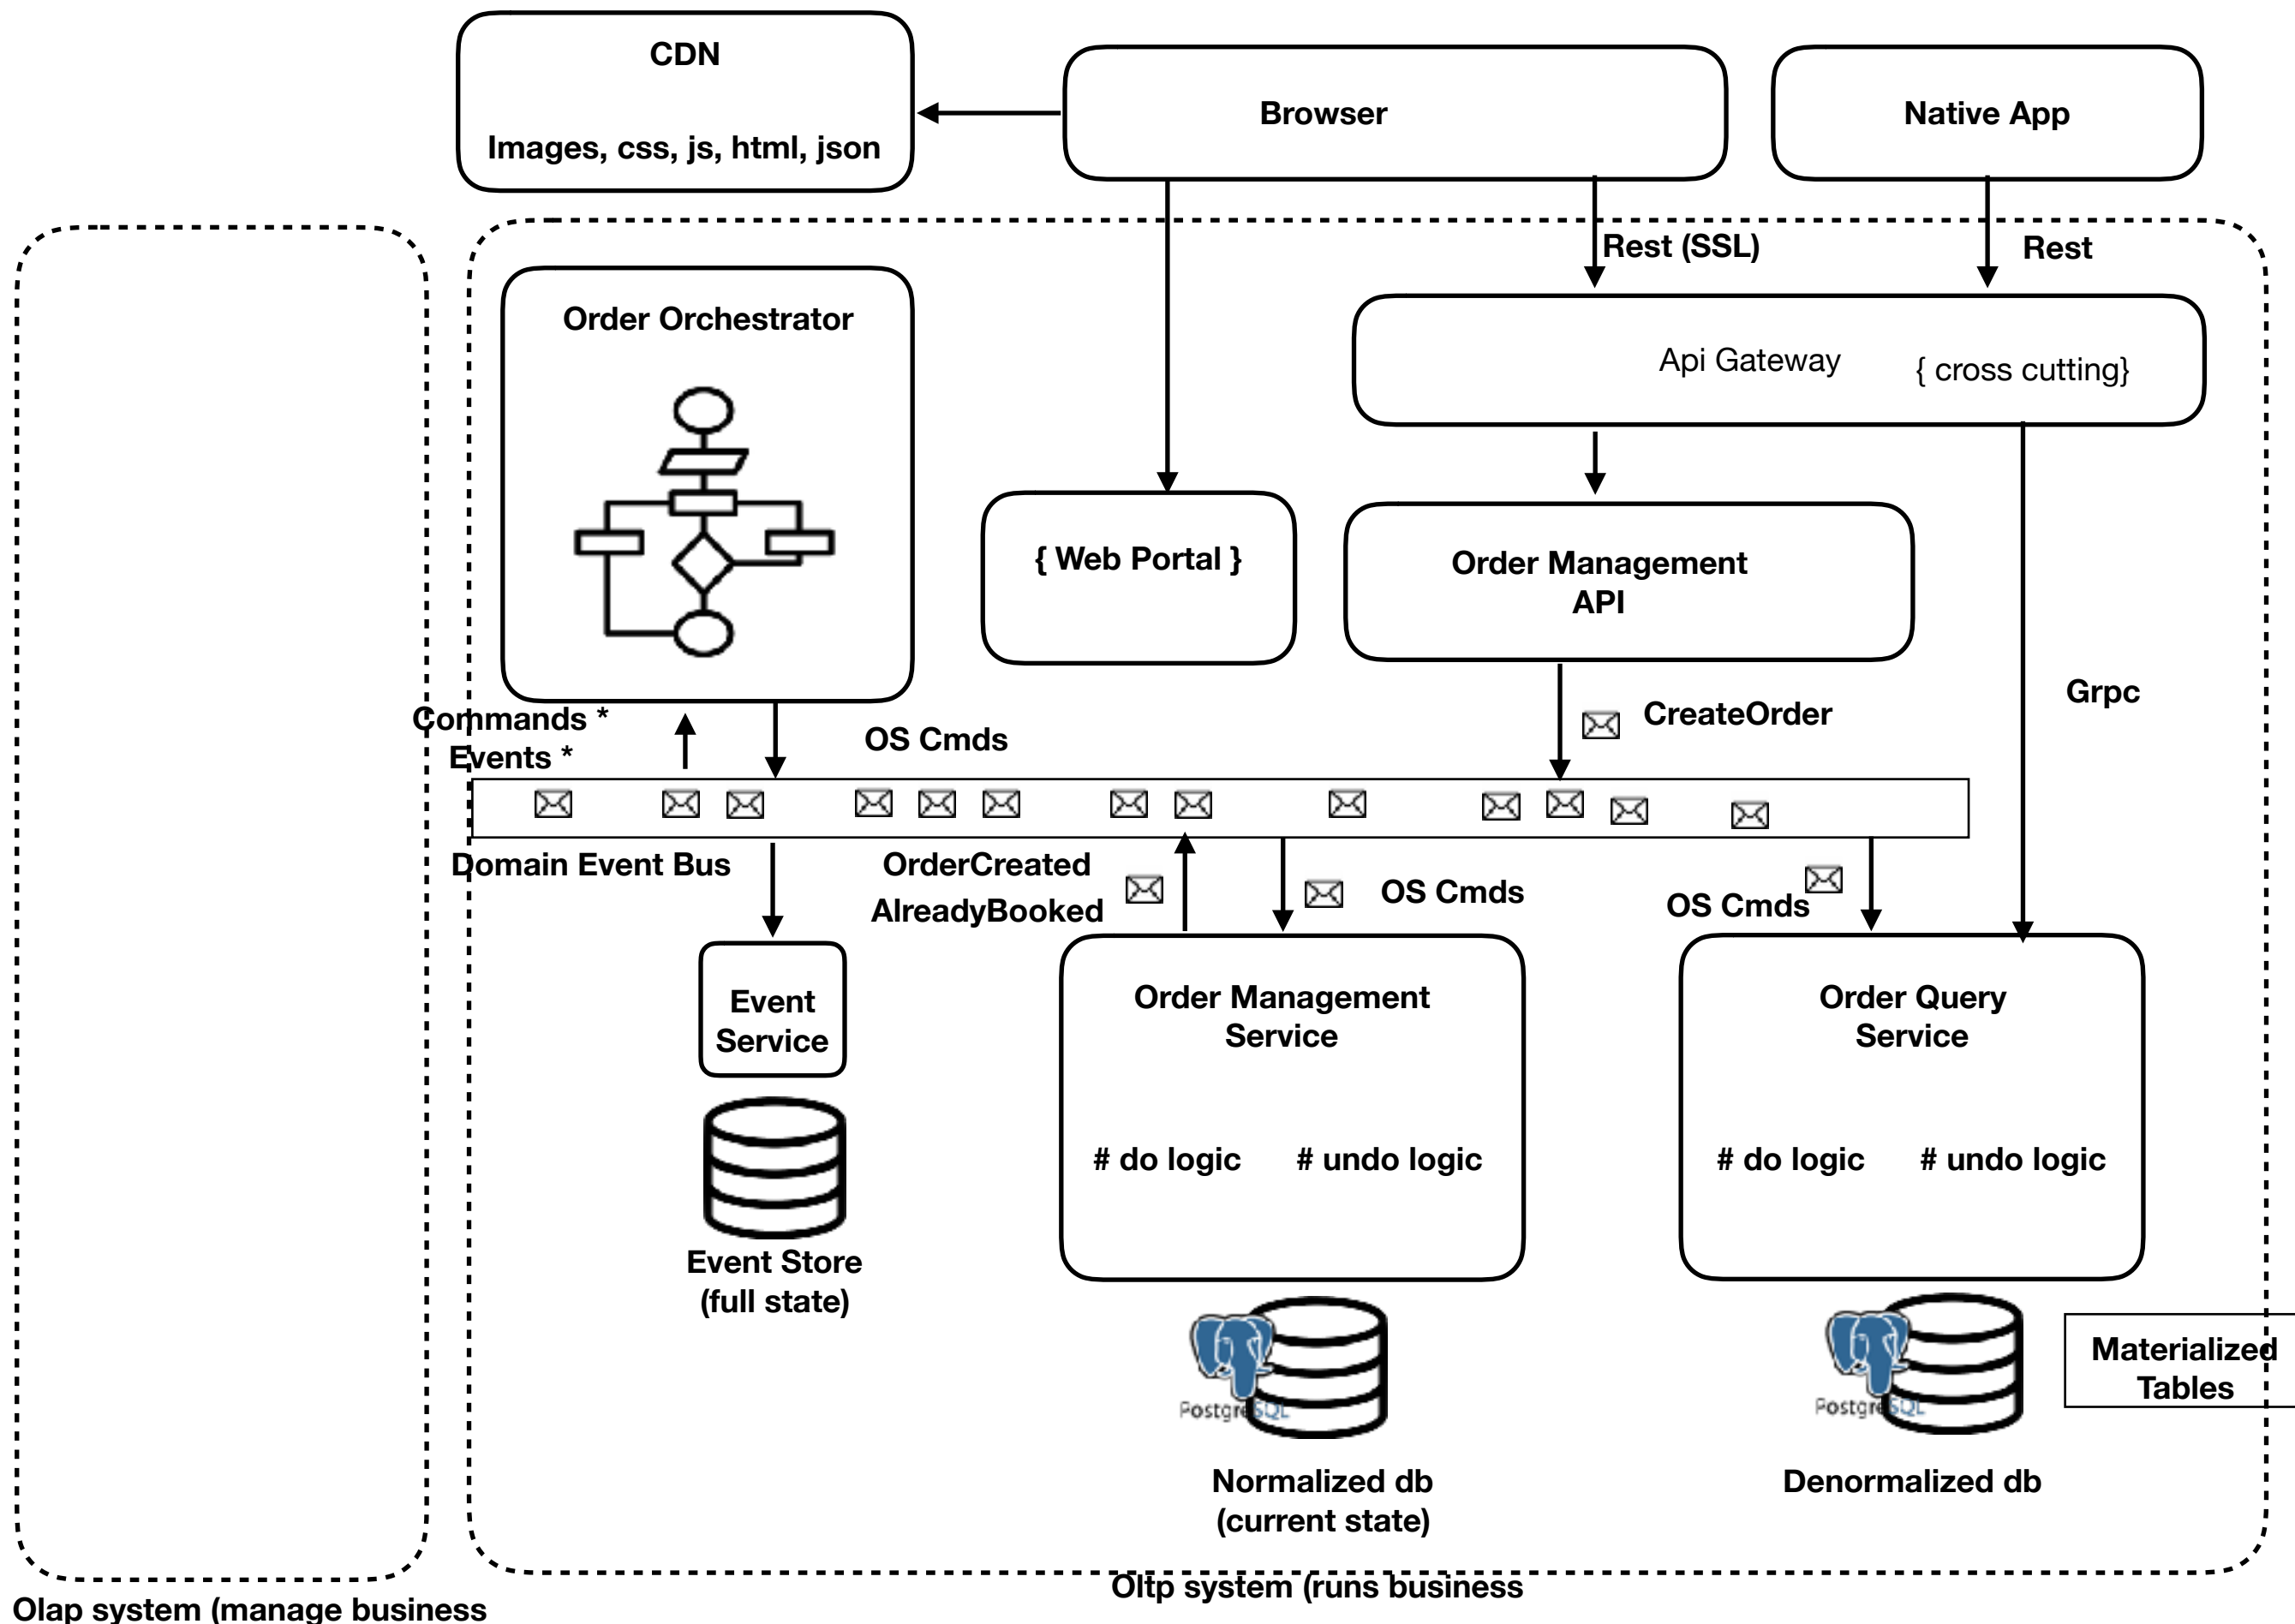 CDN
Images, css, js, html, json
Browser
Native App
Rest (SSL)
Rest
Order Orchestrator
Api Gateway
{ cross cutting}
{ Web Portal }
Order Management
API
Grpc
Commands *
Events *
OS Cmds
CreateOrder
Domain Event Bus
OrderCreated
AlreadyBooked
OS Cmds
OS Cmds
Event
Service
Order Management
Service
Order Query
Service
# do logic
# undo logic
# do logic
# undo logic
Event Store
(full state)
PostgreSQL
PostgreSQL
Materialized
Tables
Normalized db
(current state)
Denormalized db
Oltp system (runs business
Olap system (manage business